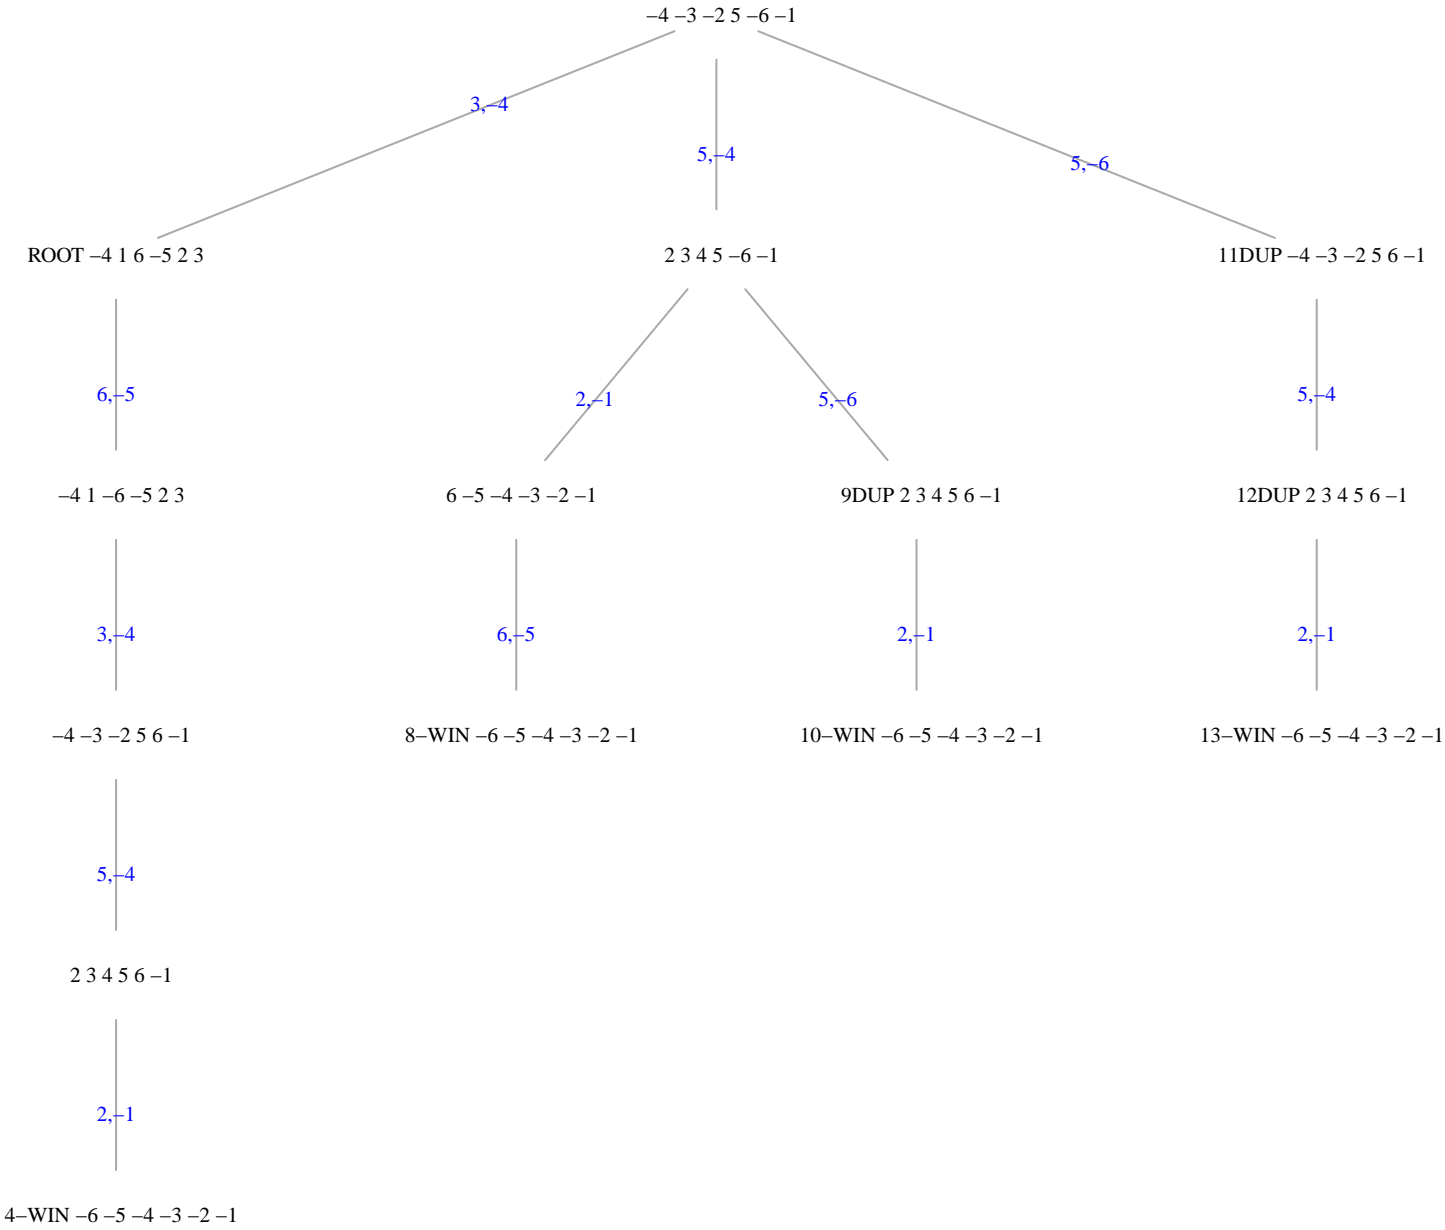 –4 –3 –2 5 –6 –1
3,–4
5,–4
5,–6
ROOT –4 1 6 –5 2 3
2 3 4 5 –6 –1
11DUP –4 –3 –2 5 6 –1
6,–5
2,–1
5,–6
5,–4
–4 1 –6 –5 2 3
6 –5 –4 –3 –2 –1
9DUP 2 3 4 5 6 –1
12DUP 2 3 4 5 6 –1
3,–4
6,–5
2,–1
2,–1
–4 –3 –2 5 6 –1
8–WIN –6 –5 –4 –3 –2 –1
10–WIN –6 –5 –4 –3 –2 –1
13–WIN –6 –5 –4 –3 –2 –1
5,–4
2 3 4 5 6 –1
2,–1
4–WIN –6 –5 –4 –3 –2 –1